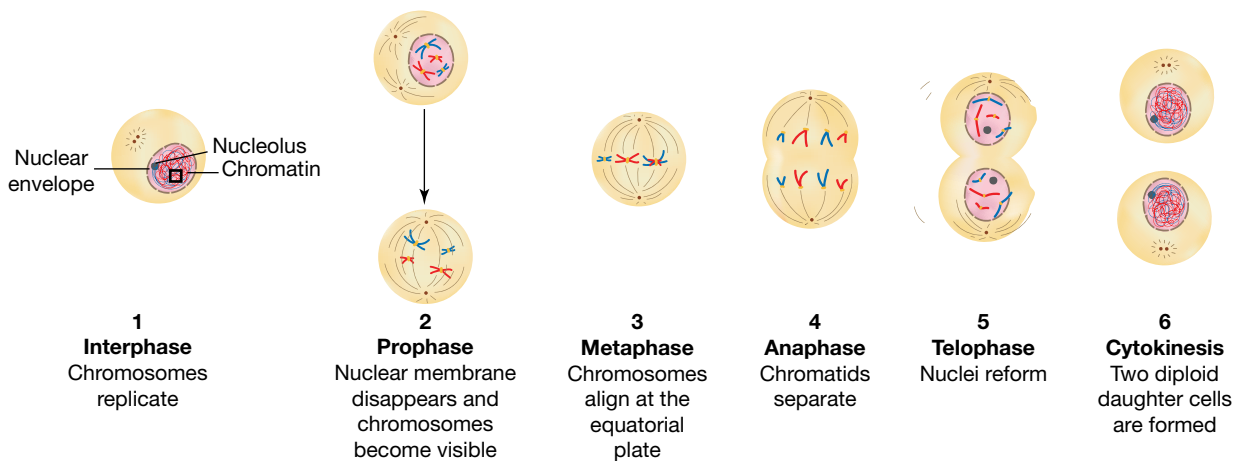 Nuclear
envelope
Nucleolus
Chromatin
1
Interphase
Chromosomes
replicate
2
Prophase
Nuclear membrane
disappears and
chromosomes
become visible
3
Metaphase
Chromosomes
align at the
equatorial
plate
4
Anaphase
Chromatids
separate
5
Telophase
Nuclei reform
6
Cytokinesis
Two diploid
daughter cells
are formed